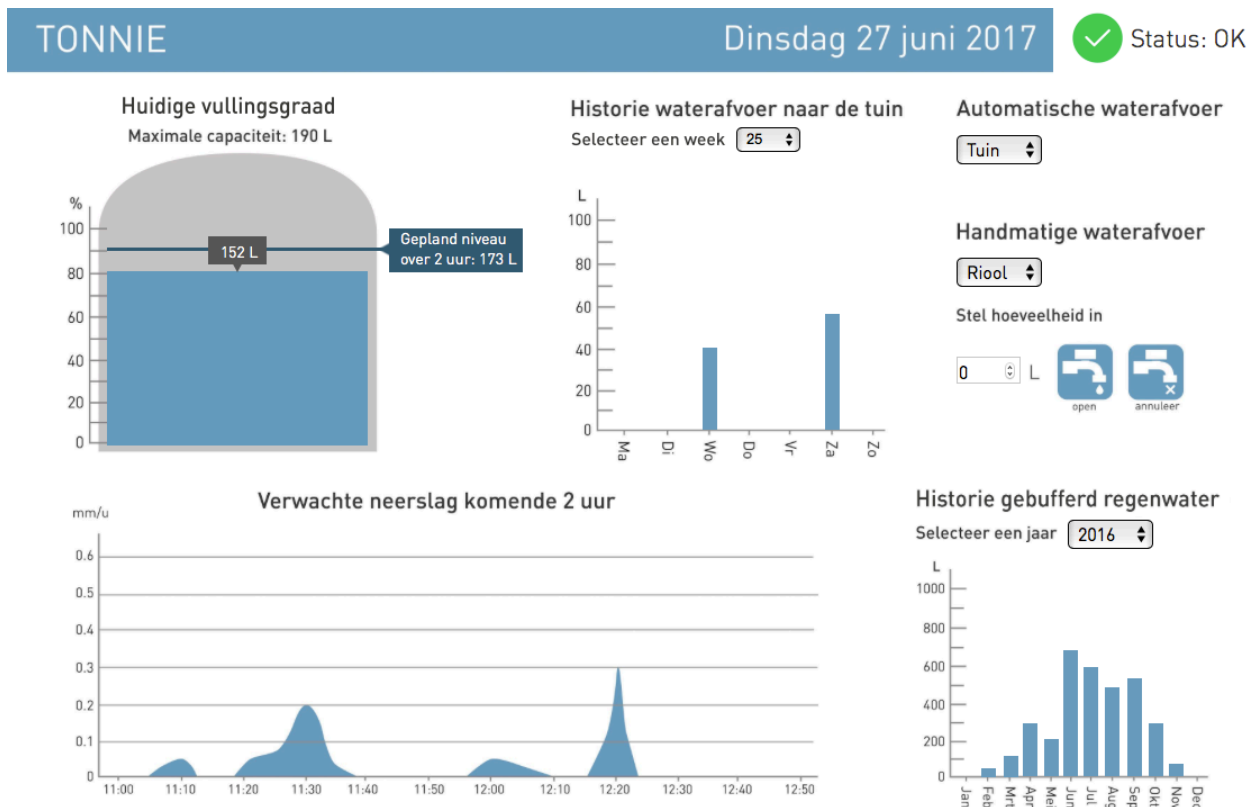 TONNIE
Dinsdag 27 juni 2017
Status: OK
Huidige vullingsgraad
Maximale capaciteit: 190 L
%
100
80
60
40
20
0
152 L
Gepland niveau
over 2 uur: 173 L
Historie waterafvoer naar de tuin
Selecteer een week 25
L
100
80
60
40
20
0
Ma Di Wo Do Vr Za Zo
Automatische waterafvoer
Tuin
Handmatige waterafvoer
Riool
Stel hoeveelheid in
0 L
open annuleer
Verwachte neerslag komende 2 uur
mm/u
0.6
0.5
0.4
0.3
0.2
0.1
0
11:00 11:10 11:20 11:30 11:40 11:50 12:00 12:10 12:20 12:30 12:40 12:50
Historie gebufferd regenwater
Selecteer een jaar 2016
L
1000
800
600
400
200
0
Jan Feb Mrt Apr Mei Jun Jul Aug Sep Okt Nov Dec